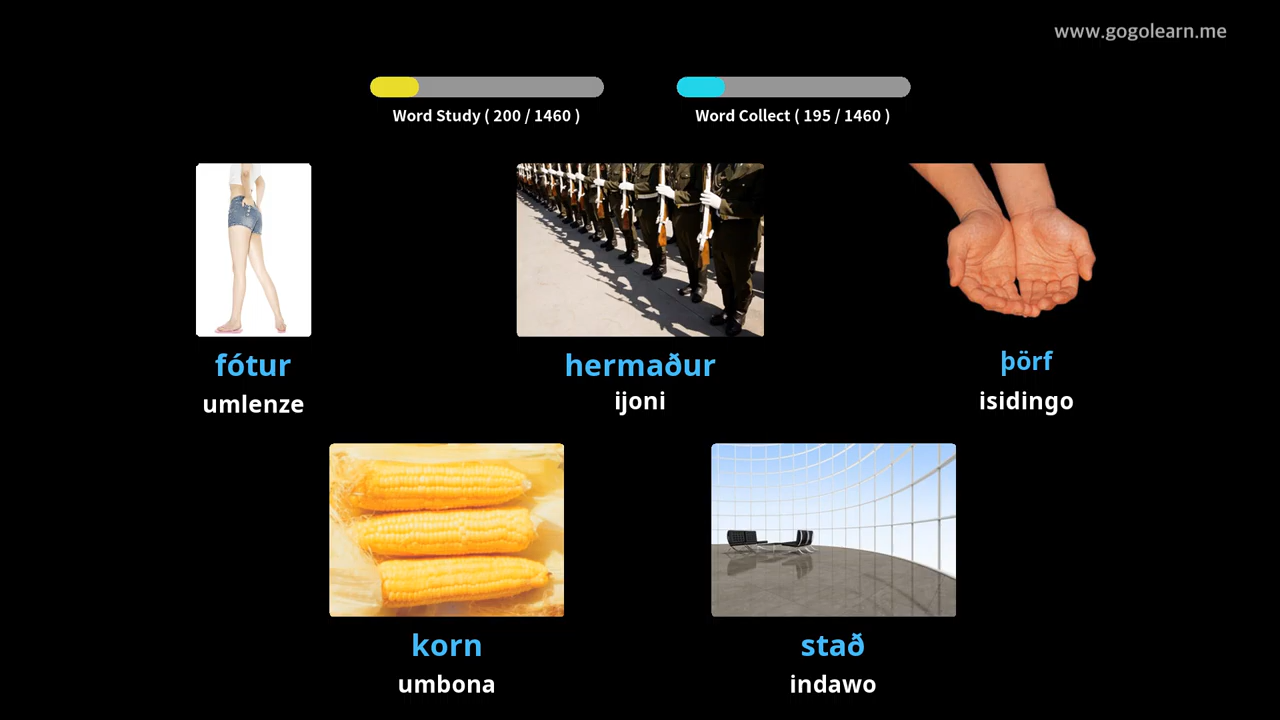 www.gogolearn.me
Word Study ( 200 / 1460 )
Word Collect ( 195 / 1460 )
fótur
umlenze
hermaður
ijoni
þörf
isidingo
korn
umbona
stað
indawo